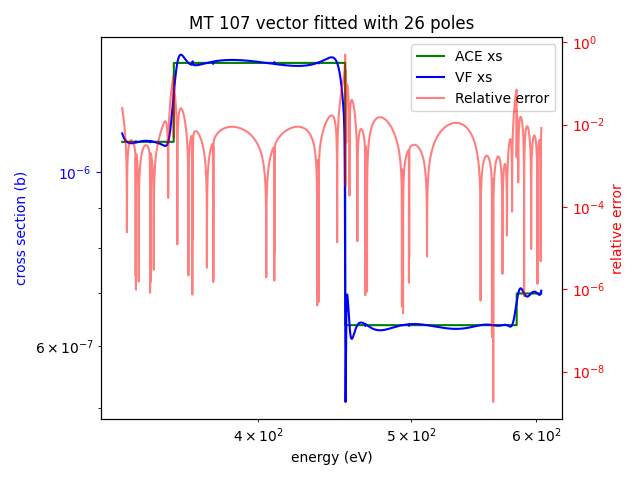 MT 107 vector fitted with 26 poles
ACE xs
VF xs
Relative error
cross section (b)
10^-6
6 × 10^-7
10^0
10^-2
10^-4
10^-6
10^-8
relative error
4 × 10^2
5 × 10^2
6 × 10^2
energy (eV)